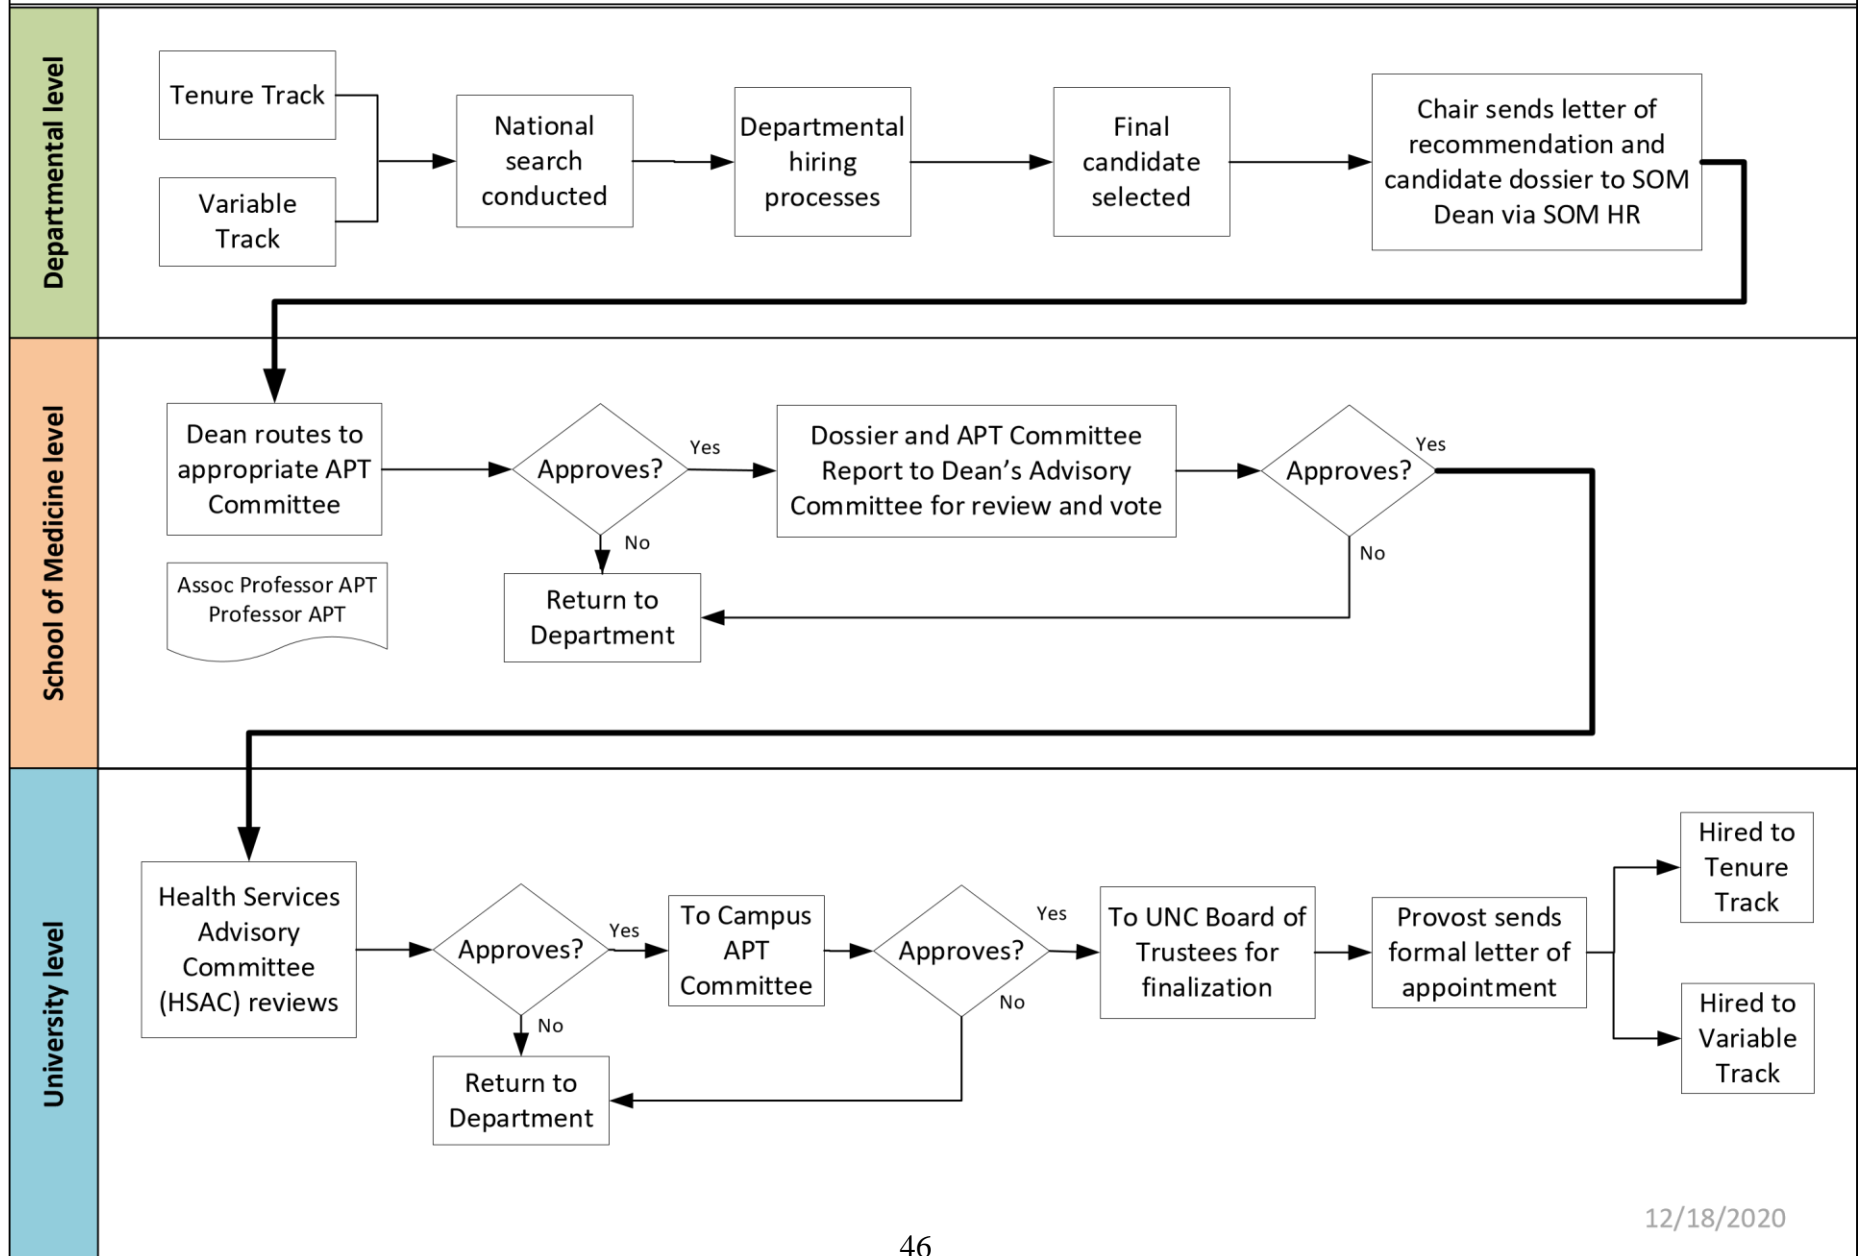 Departmental level
Tenure Track
Variable
Track
National
search
conducted
Departmental
hiring
processes
Final
candidate
selected
Chair sends letter of
recommendation and
candidate dossier to SOM
Dean via SOM HR
School of Medicine level
Dean routes to
appropriate APT
Committee
Assoc Professor APT
Professor APT
Approves?
Yes
No
Return to
Department
Dossier and APT Committee
Report to Dean’s Advisory
Committee for review and vote
Approves?
Yes
No
University level
Health Services
Advisory
Committee
(HSAC) reviews
Approves?
Yes
No
Return to
Department
To Campus
APT
Committee
Approves?
Yes
No
To UNC Board of
Trustees for
finalization
Provost sends
formal letter of
appointment
Hired to
Tenure
Track
Hired to
Variable
Track
12/18/2020
46